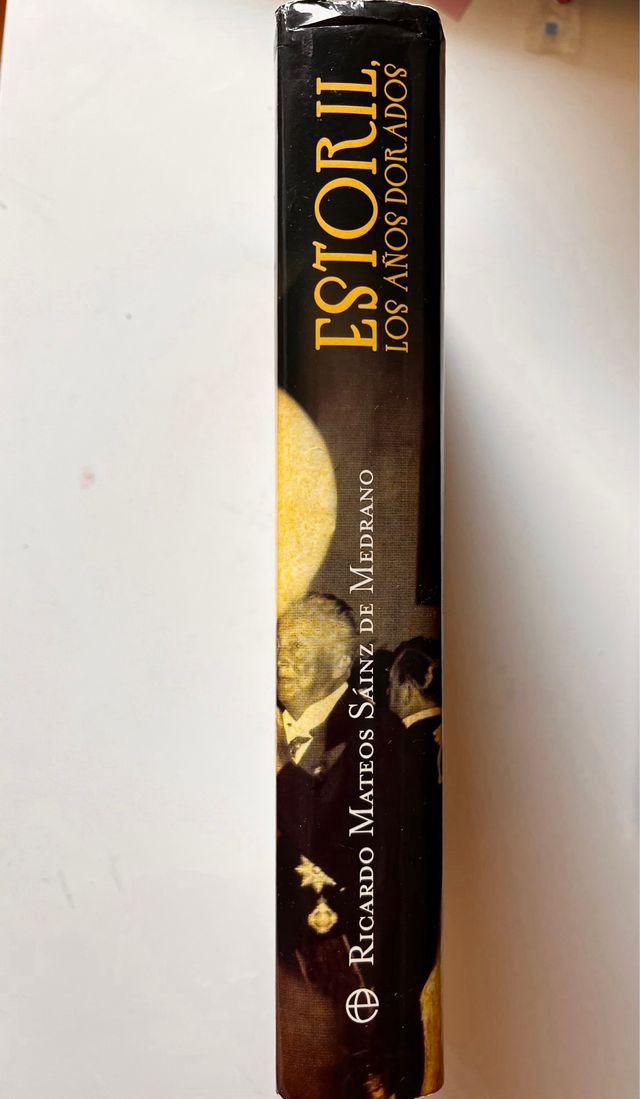 ESTORIL,
LOS AÑOS DORADOS
RICARDO MATEOS SÁINZ DE MEDRANO